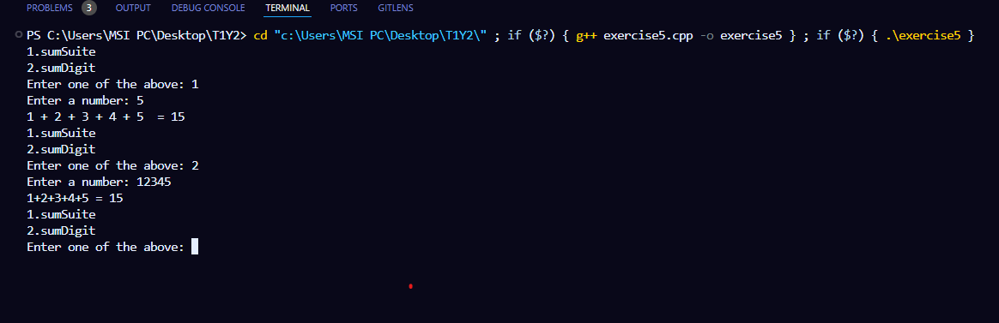 PROBLEMS 3 OUTPUT DEBUG CONSOLE TERMINAL PORTS GITLENS
PS C:\Users\MSI PC\Desktop\T1Y2> cd "c:\Users\MSI PC\Desktop\T1Y2\" ; if ($?) { g++ exercise5.cpp -o exercise5 } ; if ($?) { .\exercise5 }
1.sumSuite
2.sumDigit
Enter one of the above: 1
Enter a number: 5
1 + 2 + 3 + 4 + 5  = 15
1.sumSuite
2.sumDigit
Enter one of the above: 2
Enter a number: 12345
1+2+3+4+5 = 15
1.sumSuite
2.sumDigit
Enter one of the above: